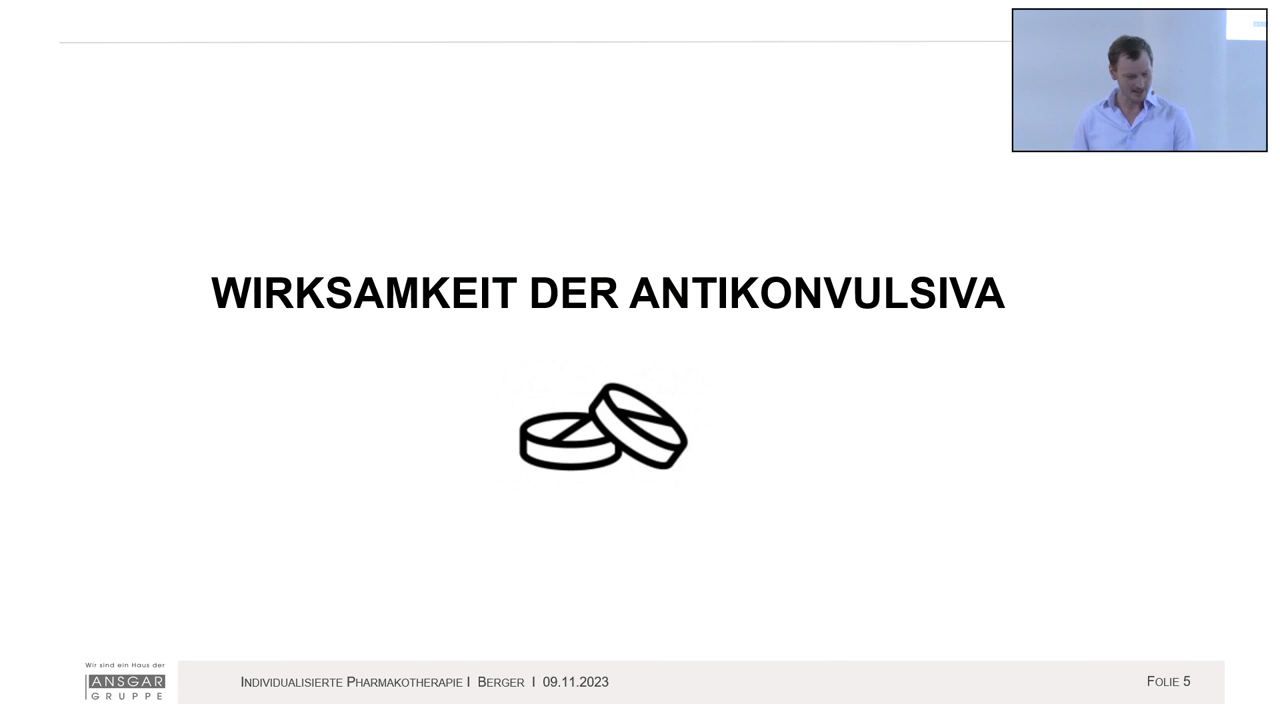 WIRKSAMKEIT DER ANTIKONVULSIVA
Wir sind ein Haus der
ANSGAR
GRUPPE
INDIVIDUALISIERTE PHARMAKOTHERAPIE I BERGER I 09.11.2023
FOLIE 5